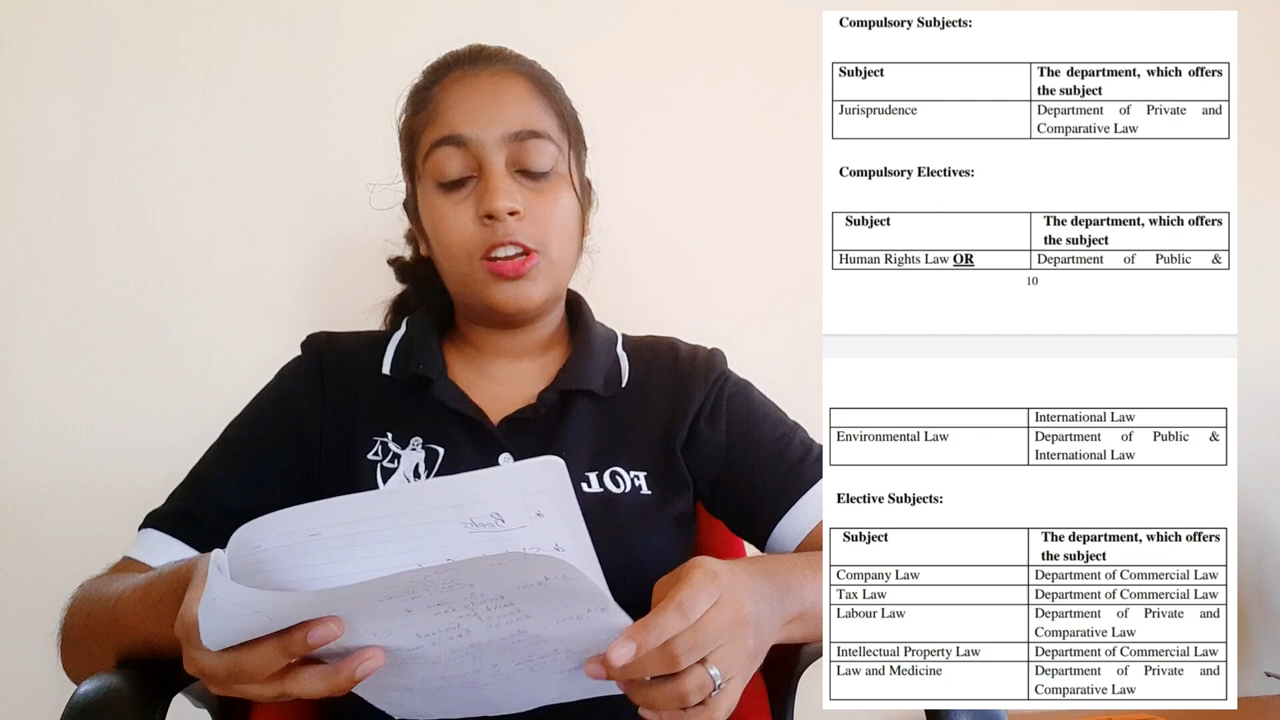 Compulsory Subjects:
Subject
The department, which offers
the subject
Jurisprudence
Department of Private and
Comparative Law
Compulsory Electives:
Subject
The department, which offers
the subject
Human Rights Law OR
Department of Public &
10
International Law
Environmental Law
Department of Public &
International Law
Elective Subjects:
Subject
The department, which offers
the subject
Company Law
Department of Commercial Law
Tax Law
Department of Commercial Law
Labour Law
Department of Private and
Comparative Law
Intellectual Property Law
Department of Commercial Law
Law and Medicine
Department of Private and
Comparative Law
FOL
Books